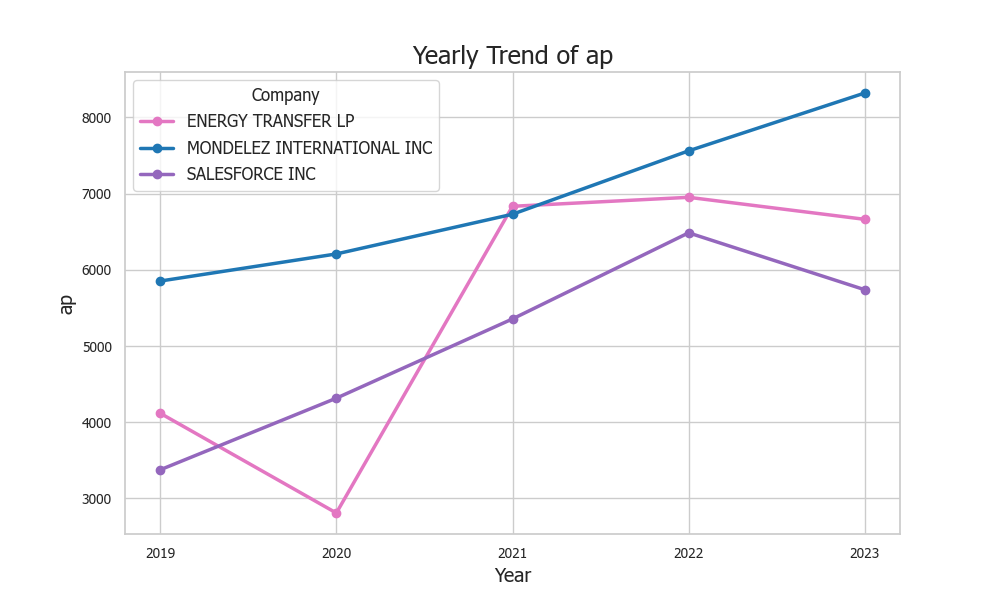 Yearly Trend of ap
Company
ENERGY TRANSFER LP
MONDELEZ INTERNATIONAL INC
SALESFORCE INC
8000
7000
6000
5000
4000
3000
ap
2019 2020 2021 2022 2023
Year